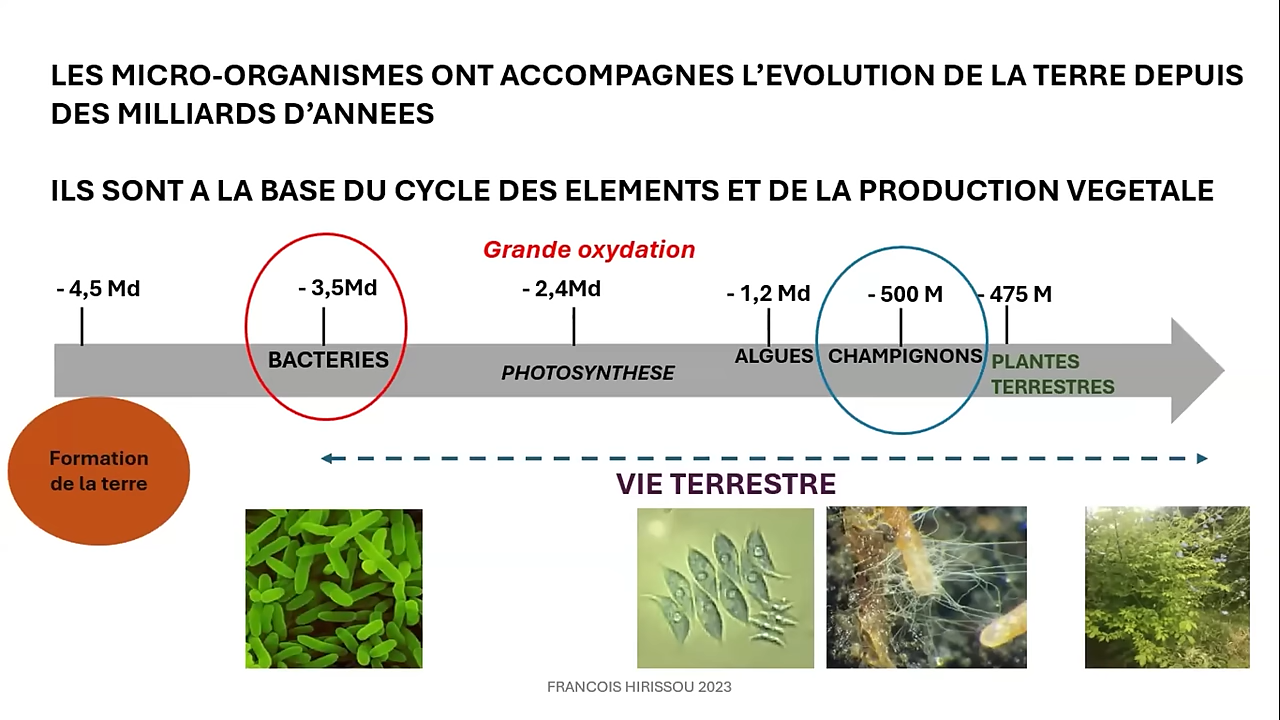 LES MICRO-ORGANISMES ONT ACCOMPAGNES L’EVOLUTION DE LA TERRE DEPUIS
DES MILLIARDS D’ANNEES
ILS SONT A LA BASE DU CYCLE DES ELEMENTS ET DE LA PRODUCTION VEGETALE
Grande oxydation
- 4,5 Md
- 3,5Md
- 2,4Md
- 1,2 Md
- 500 M
- 475 M
BACTERIES
PHOTOSYNTHESE
ALGUES
CHAMPIGNONS
PLANTES
TERRESTRES
Formation
de la terre
VIE TERRESTRE
FRANCOIS HIRISSOU 2023